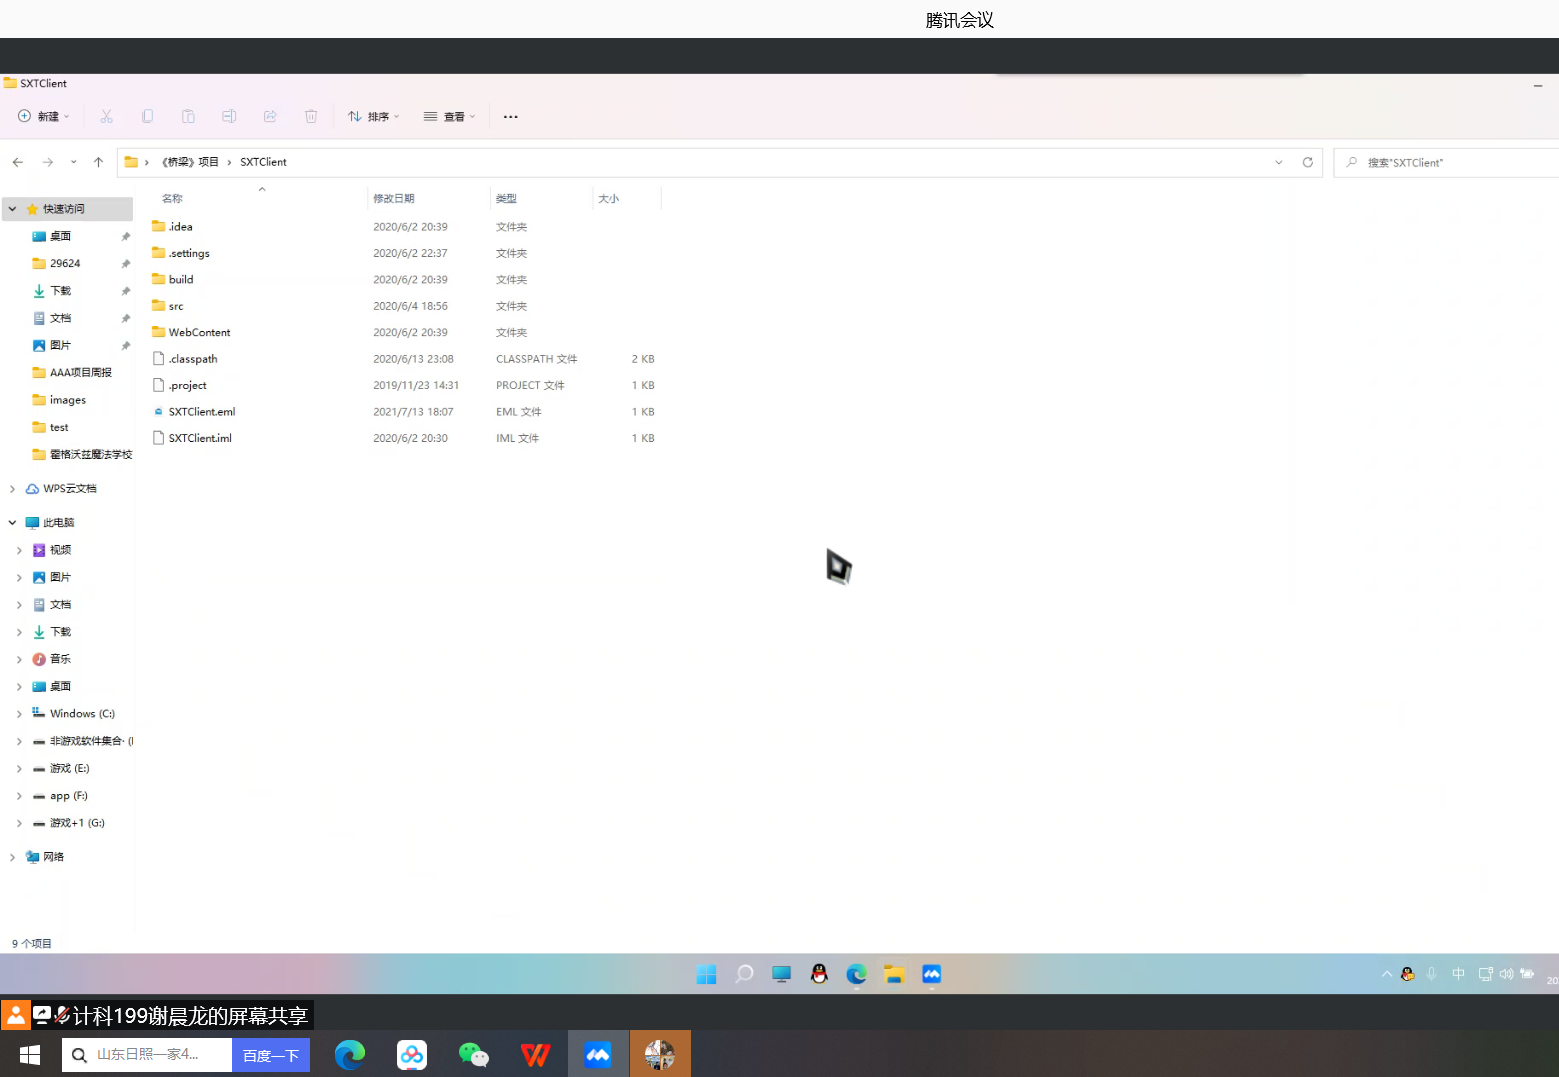 腾讯会议
SXTClient
新建
排序
查看
《桥梁》项目 › SXTClient
搜索"SXTClient"
名称 修改日期 类型 大小
.idea 2020/6/2 20:39 文件夹
.settings 2020/6/2 22:37 文件夹
build 2020/6/2 20:39 文件夹
src 2020/6/4 18:56 文件夹
WebContent 2020/6/2 20:39 文件夹
.classpath 2020/6/13 23:08 CLASSPATH 文件 2 KB
.project 2019/11/23 14:31 PROJECT 文件 1 KB
SXTClient.eml 2021/7/13 18:07 EML 文件 1 KB
SXTClient.iml 2020/6/2 20:30 IML 文件 1 KB
快速访问
桌面
29624
下载
文档
图片
AAA项目周报
images
test
霍格沃兹魔法学校
WPS云文档
此电脑
视频
图片
文档
下载
音乐
桌面
Windows (C:)
非游戏软件集合· (
游戏 (E:)
app (F:)
游戏+1 (G:)
网络
9 个项目
中
20
计科199谢晨龙的屏幕共享
山东日照一家4...
百度一下